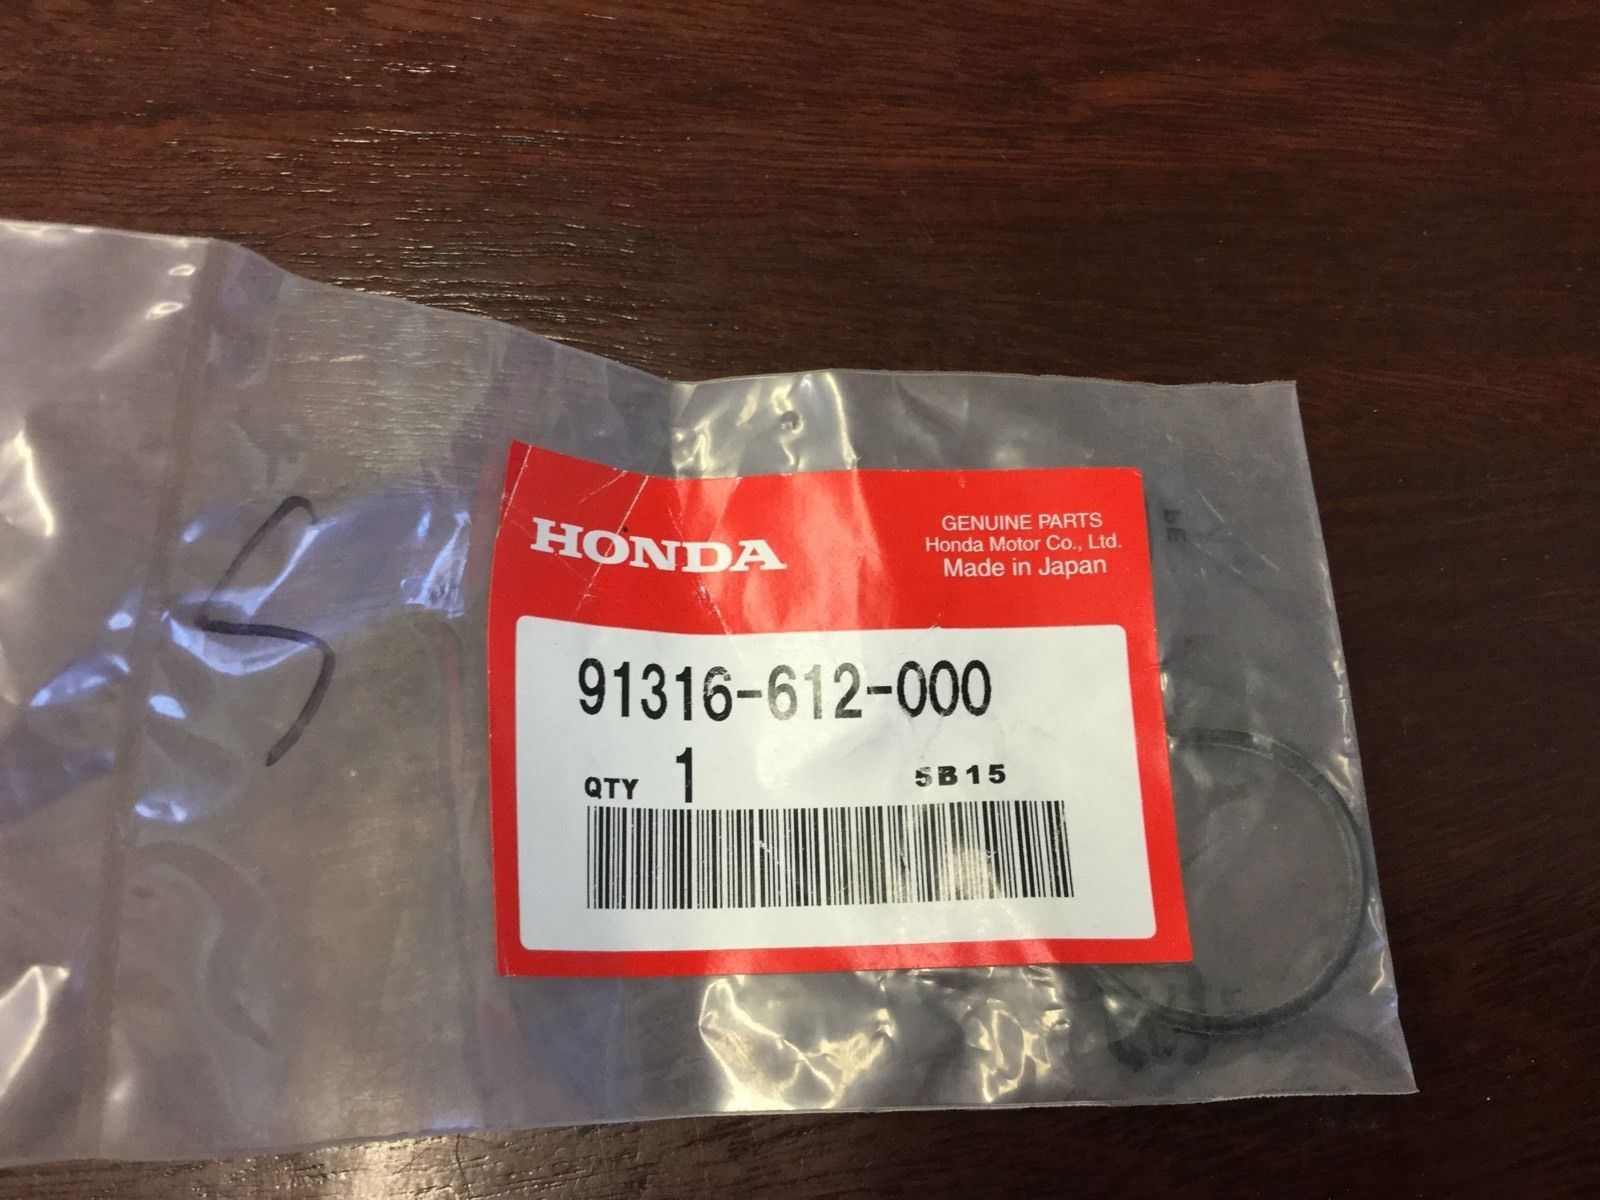 HONDA
GENUINE PARTS
Honda Motor Co., Ltd.
Made in Japan
91316-612-000
QTY 1 5B15